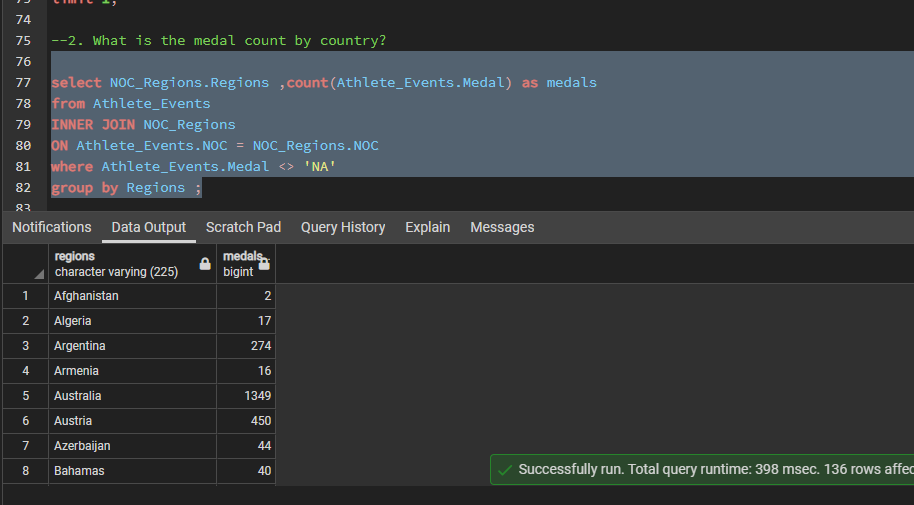 73 limit 1;
74
75 --2. What is the medal count by country?
76
77 select NOC_Regions.Regions ,count(Athlete_Events.Medal) as medals
78 from Athlete_Events
79 INNER JOIN NOC_Regions
80 ON Athlete_Events.NOC = NOC_Regions.NOC
81 where Athlete_Events.Medal <> 'NA'
82 group by Regions ;
83
Notifications Data Output Scratch Pad Query History Explain Messages
regions medals
character varying (225) bigint
1 Afghanistan 2
2 Algeria 17
3 Argentina 274
4 Armenia 16
5 Australia 1349
6 Austria 450
7 Azerbaijan 44
8 Bahamas 40
Successfully run. Total query runtime: 398 msec. 136 rows affec